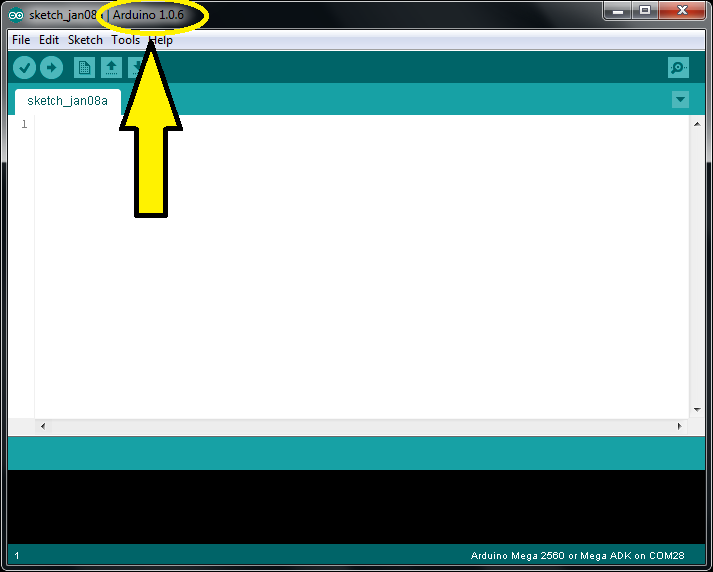 sketch_jan08a | Arduino 1.0.6
File Edit Sketch Tools Help
sketch_jan08a
1
1
Arduino Mega 2560 or Mega ADK on COM28